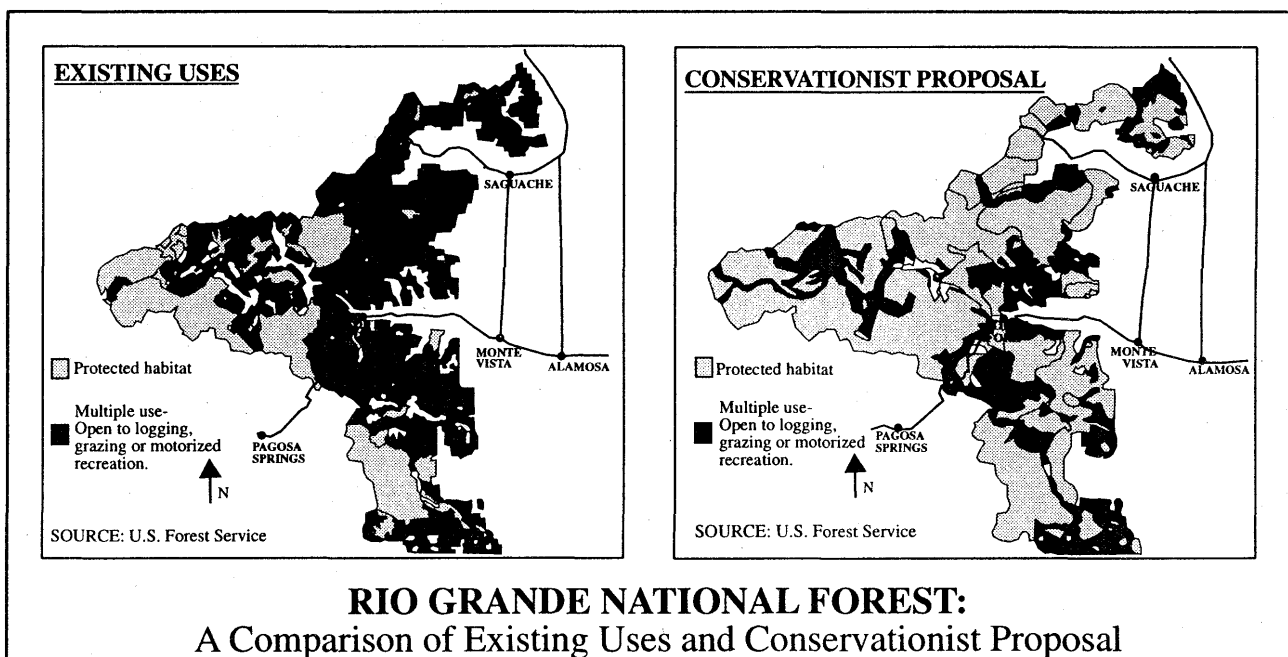 EXISTING USES
SAGUACHE
MONTE
VISTA
ALAMOSA
Protected habitat
Multiple use-
Open to logging,
grazing or motorized
recreation.
PAGOSA
SPRINGS
N
SOURCE: U.S. Forest Service
CONSERVATIONIST PROPOSAL
SAGUACHE
MONTE
VISTA
ALAMOSA
Protected habitat
Multiple use-
Open to logging,
grazing or motorized
recreation.
PAGOSA
SPRINGS
N
SOURCE: U.S. Forest Service
RIO GRANDE NATIONAL FOREST:
A Comparison of Existing Uses and Conservationist Proposal